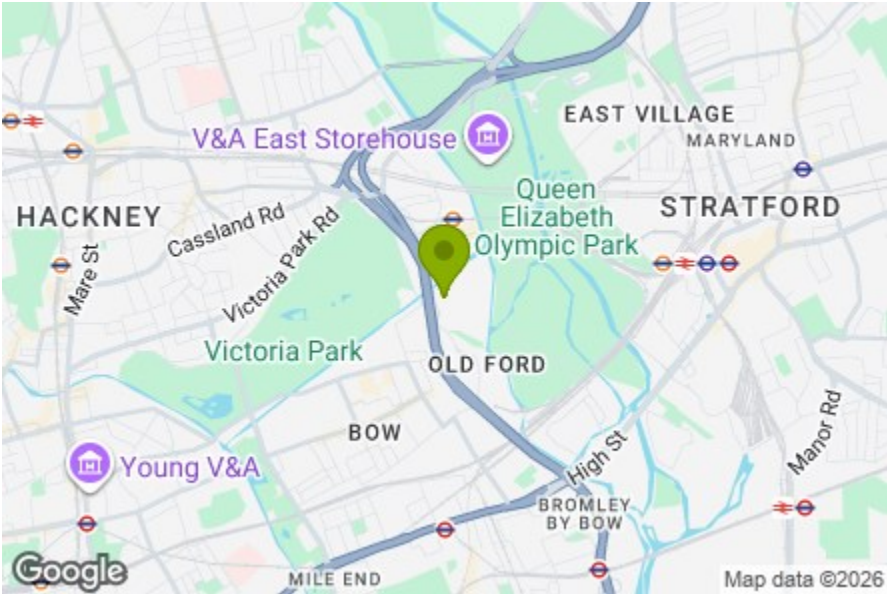 EAST VILLAGE
V&A East Storehouse
MARYLAND
Queen
Elizabeth
Olympic Park
HACKNEY
STRATFORD
Cassland Rd
Victoria Park Rd
Mare St
Victoria Park
OLD FORD
BOW
Manor Rd
Young V&A
High St
BROMLEY
BY BOW
MILE END
Google
Map data ©2026